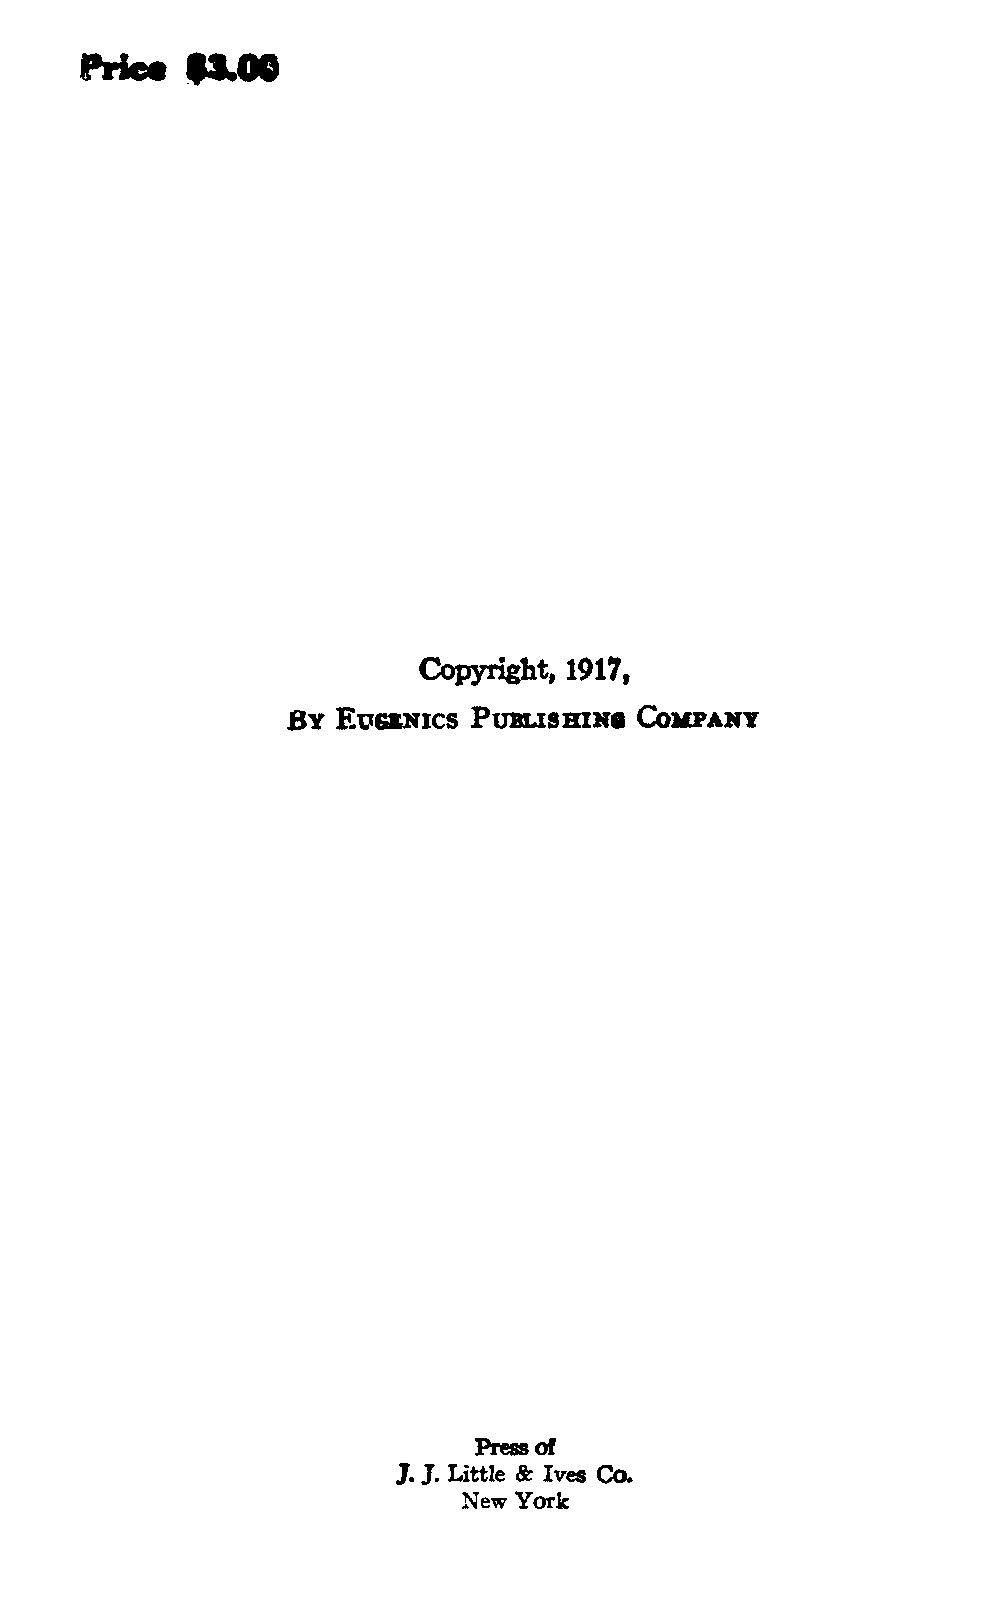 Price $3.00
Copyright, 1917,
By Eugenics Publishing Company
Press of
J. J. Little & Ives Co.
New York